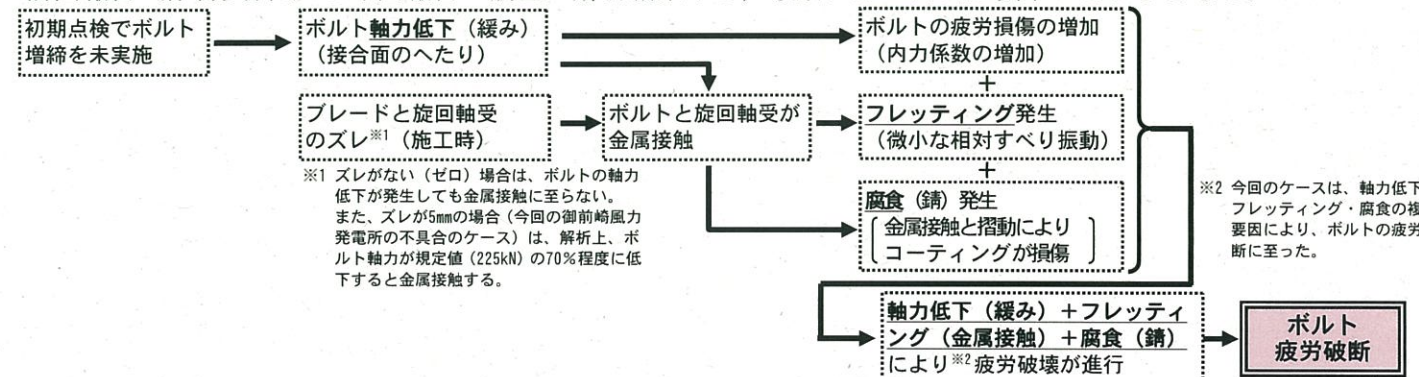 初期点検でボルト
増締を未実施
ボルト軸力低下（緩み）
（接合面のへたり）
ボルトの疲労損傷の増加
（内力係数の増加）
＋
ブレードと旋回軸受
のズレ※1（施工時）
ボルトと旋回軸受が
金属接触
フレッティング発生
（微小な相対すべり振動）
＋
腐食（錆）発生
金属接触と摺動により
コーティングが損傷
※1 ズレがない（ゼロ）場合は、ボルトの軸力
低下が発生しても金属接触に至らない。
また、ズレが5mmの場合（今回の御前崎風力
発電所の不具合のケース）は、解析上、ボ
ルト軸力が規定値（225kN）の70％程度に低
下すると金属接触する。
※2 今回のケースは、軸力低下
フレッティング・腐食の複
要因により、ボルトの疲労
断に至った。
軸力低下（緩み）＋フレッティ
ング（金属接触）＋腐食（錆）
により※2疲労破壊が進行
ボルト
疲労破断